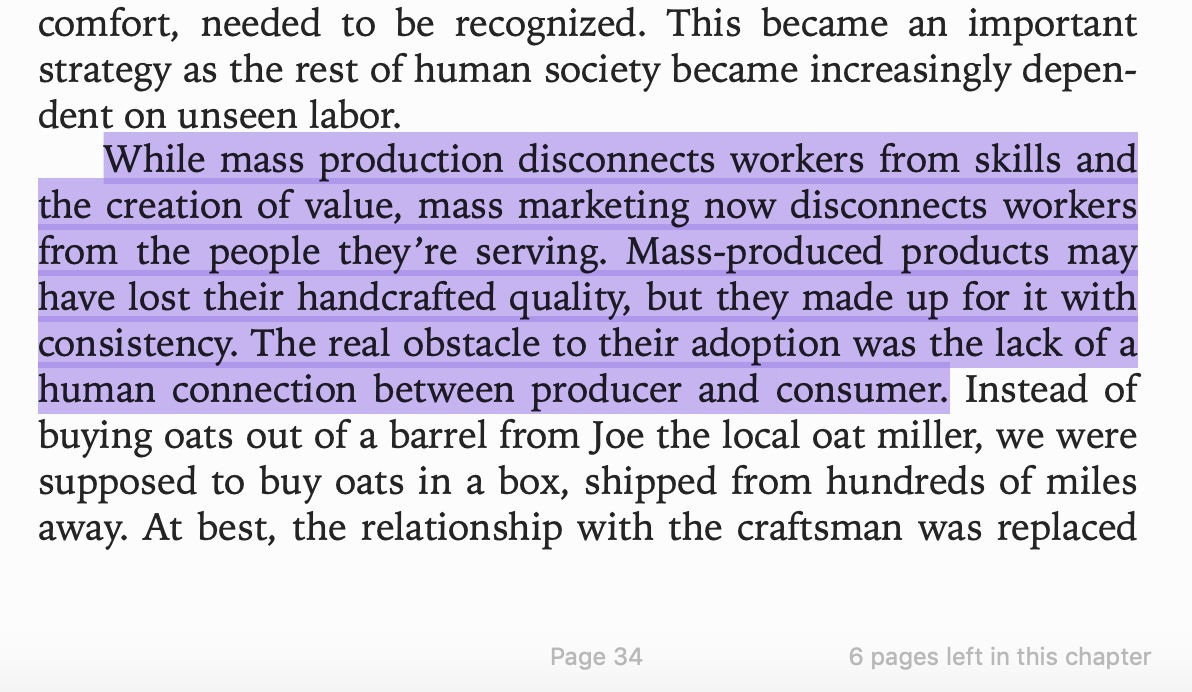 comfort, needed to be recognized. This became an important
strategy as the rest of human society became increasingly depen-
dent on unseen labor.
While mass production disconnects workers from skills and
the creation of value, mass marketing now disconnects workers
from the people they’re serving. Mass-produced products may
have lost their handcrafted quality, but they made up for it with
consistency. The real obstacle to their adoption was the lack of a
human connection between producer and consumer. Instead of
buying oats out of a barrel from Joe the local oat miller, we were
supposed to buy oats in a box, shipped from hundreds of miles
away. At best, the relationship with the craftsman was replaced
Page 34
6 pages left in this chapter